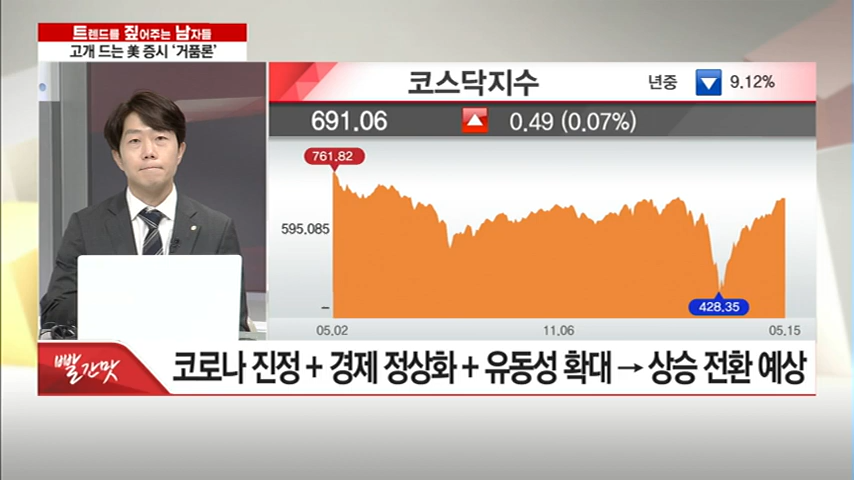 트렌드를 짚어주는 남자들
고개 드는 美 증시 '거품론'
코스닥지수
년중 ▼ 9.12%
691.06 ▲ 0.49 (0.07%)
761.82
595.085
–
428.35
05.02 11.06 05.15
빨간맛
코로나 진정 + 경제 정상화 + 유동성 확대 → 상승 전환 예상